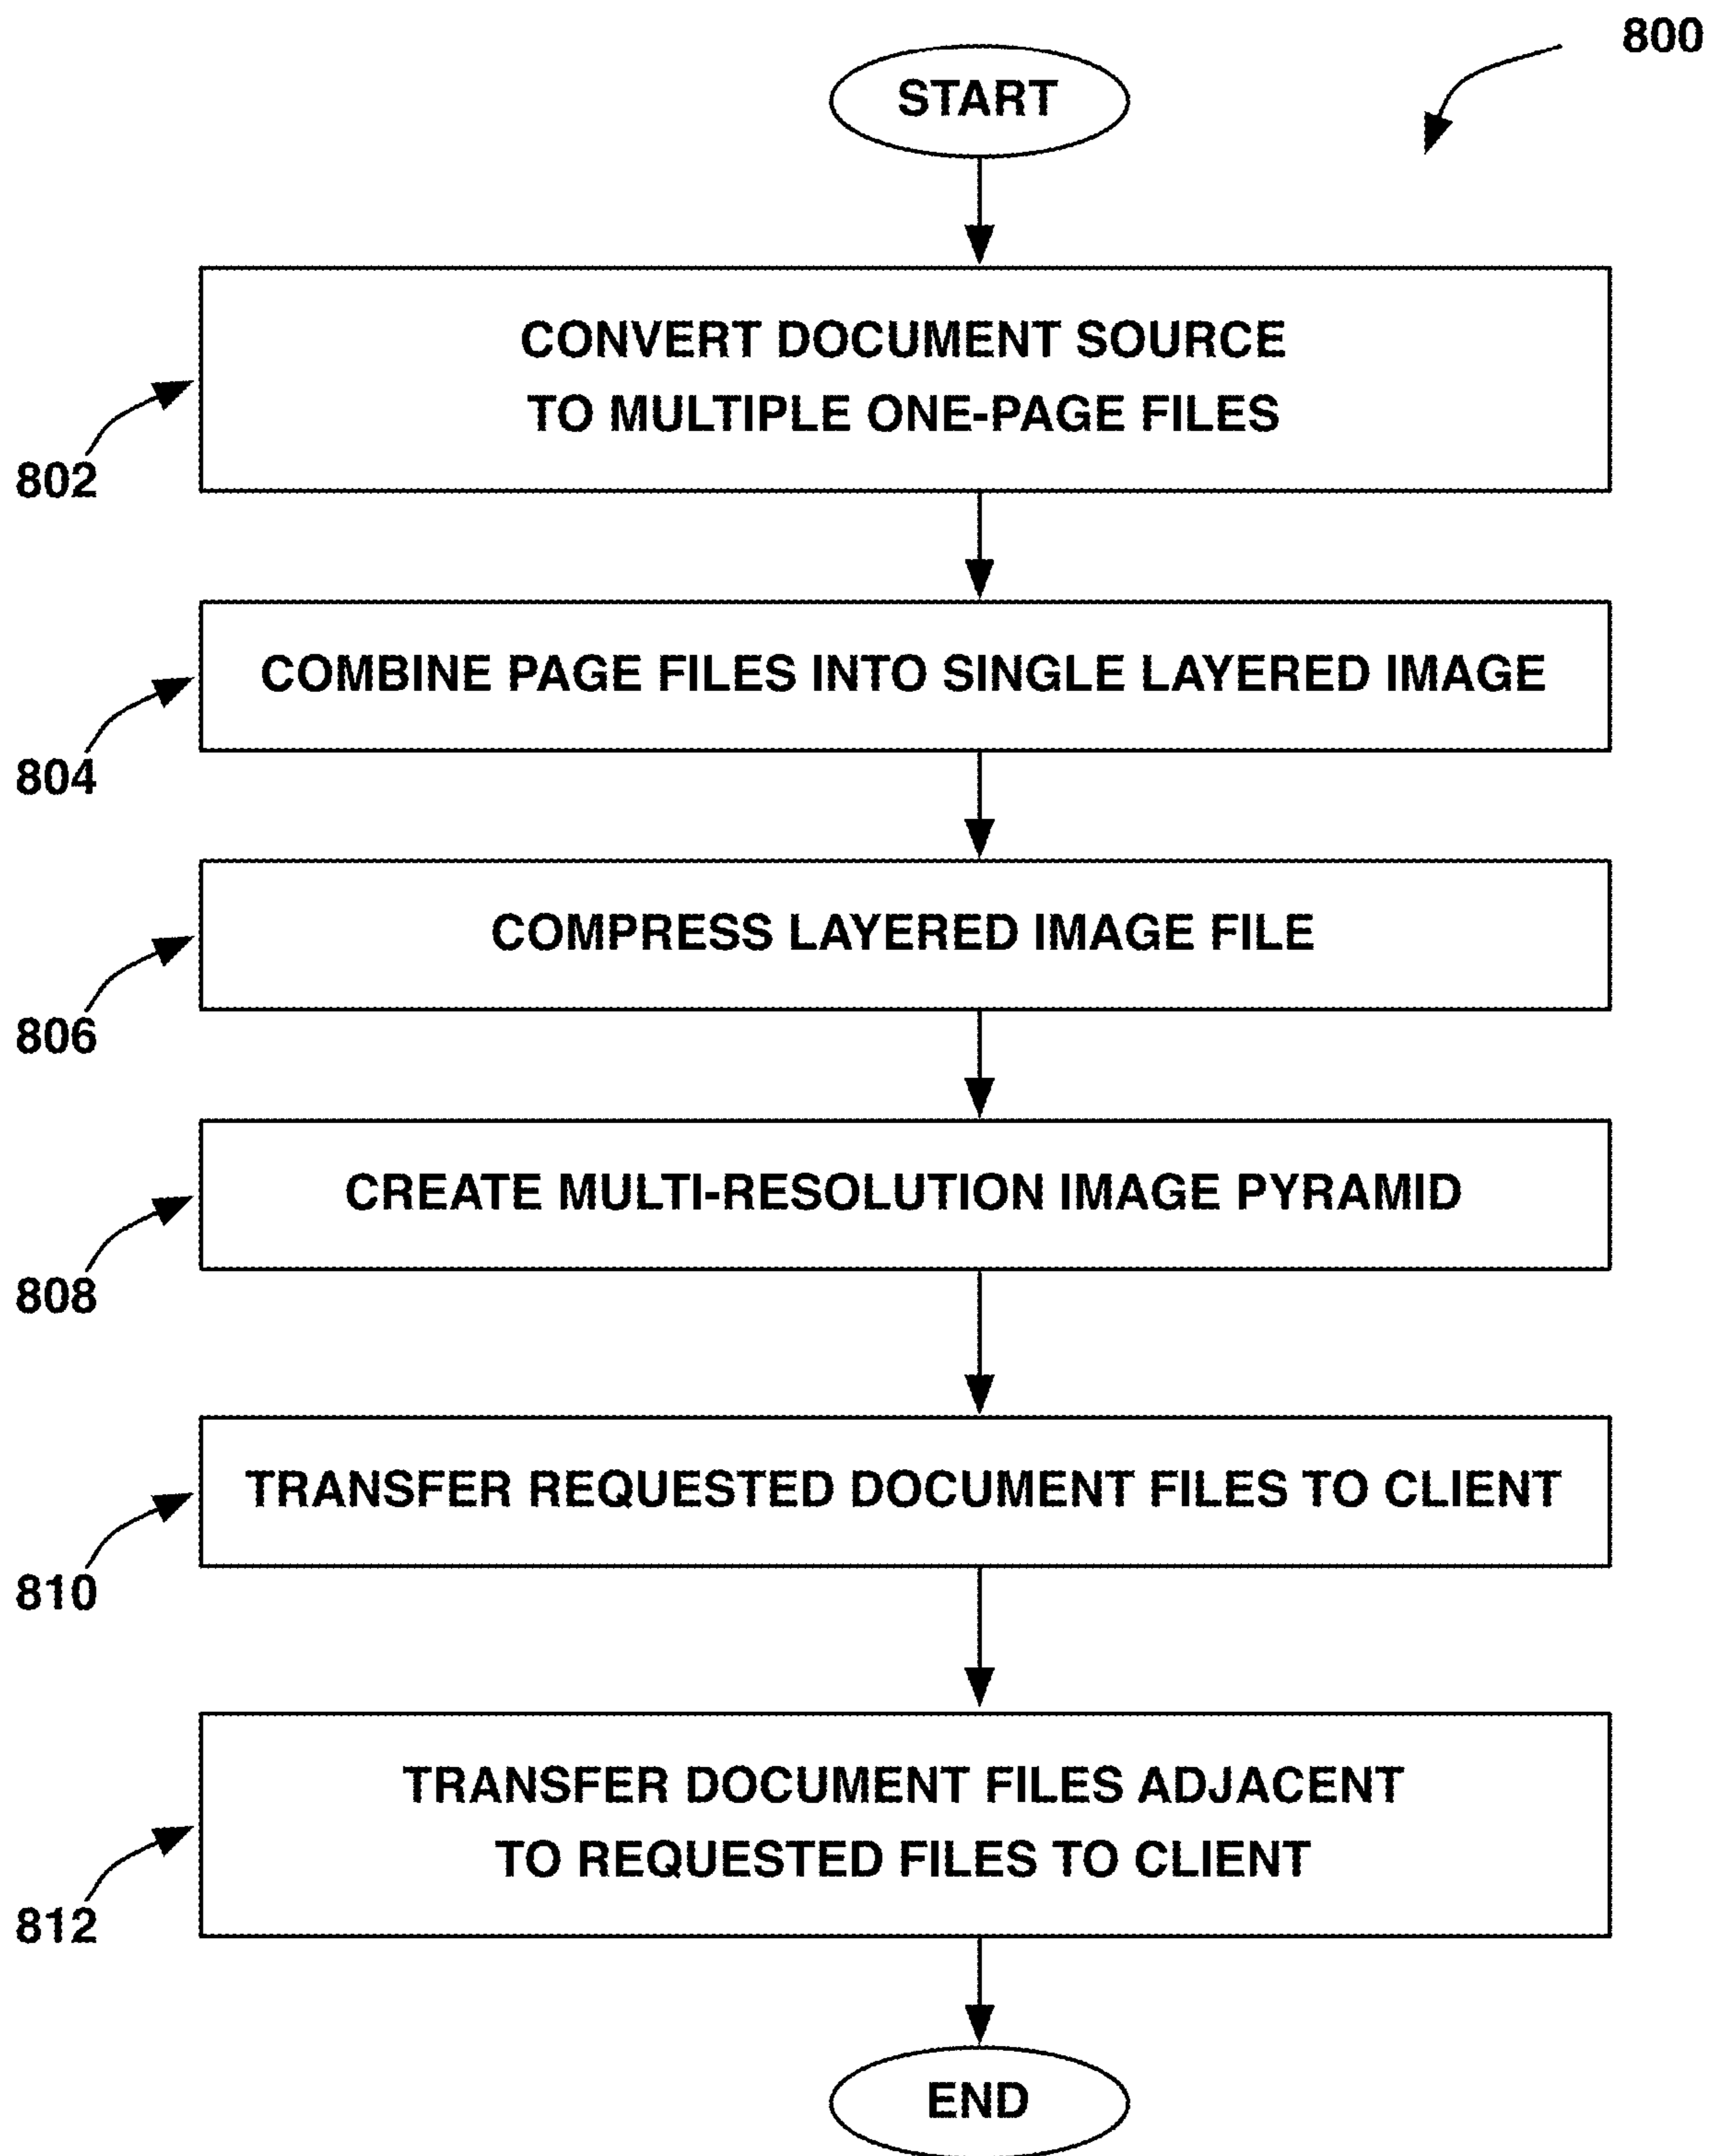 800
START
CONVERT DOCUMENT SOURCE
TO MULTIPLE ONE-PAGE FILES
802
COMBINE PAGE FILES INTO SINGLE LAYERED IMAGE
804
COMPRESS LAYERED IMAGE FILE
806
CREATE MULTI-RESOLUTION IMAGE PYRAMID
808
TRANSFER REQUESTED DOCUMENT FILES TO CLIENT
810
TRANSFER DOCUMENT FILES ADJACENT
TO REQUESTED FILES TO CLIENT
812
END